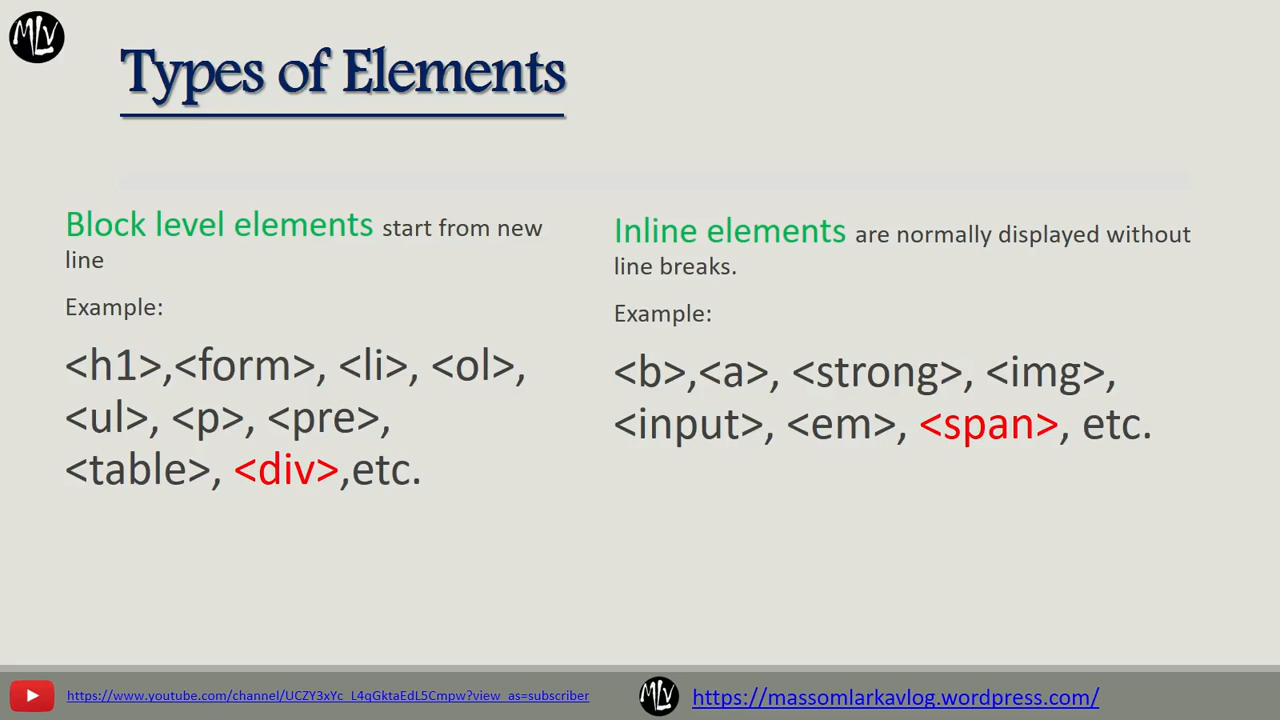 MLV
Types of Elements
Block level elements start from new
line
Example:
<h1>,<form>, <li>, <ol>,
<ul>, <p>, <pre>,
<table>, <div>,etc.
Inline elements are normally displayed without
line breaks.
Example:
<b>,<a>, <strong>, <img>,
<input>, <em>, <span>, etc.
https://www.youtube.com/channel/UCZY3xYc_L4qGktaEdL5Cmpw?view_as=subscriber
MLV
https://massomlarkavlog.wordpress.com/